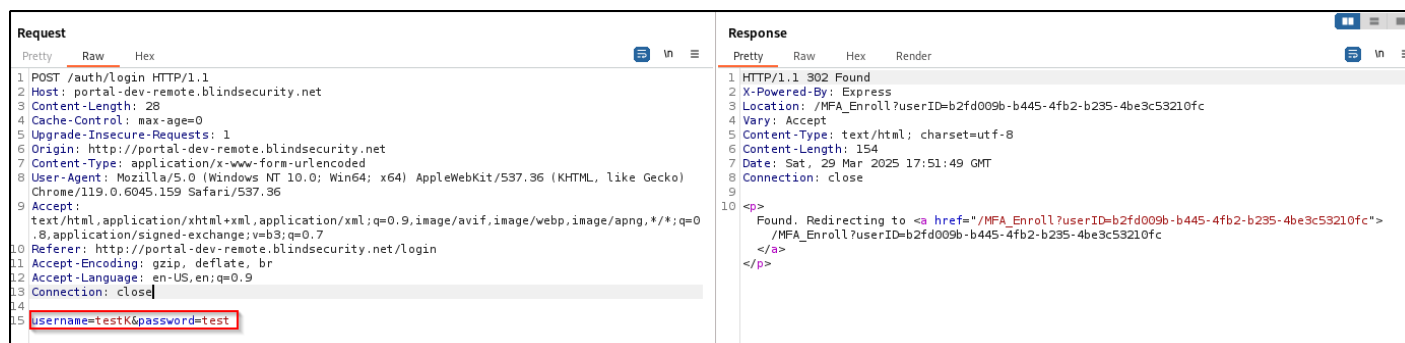 Request
Pretty Raw Hex \n
1 POST /auth/login HTTP/1.1
2 Host: portal-dev-remote.blindsecurity.net
3 Content-Length: 28
4 Cache-Control: max-age=0
5 Upgrade-Insecure-Requests: 1
6 Origin: http://portal-dev-remote.blindsecurity.net
7 Content-Type: application/x-www-form-urlencoded
8 User-Agent: Mozilla/5.0 (Windows NT 10.0; Win64; x64) AppleWebKit/537.36 (KHTML, like Gecko)
Chrome/119.0.6045.159 Safari/537.36
9 Accept:
text/html,application/xhtml+xml,application/xml;q=0.9,image/avif,image/webp,image/apng,*/*;q=0
.8,application/signed-exchange;v=b3;q=0.7
10 Referer: http://portal-dev-remote.blindsecurity.net/login
11 Accept-Encoding: gzip, deflate, br
12 Accept-Language: en-US,en;q=0.9
13 Connection: close
14
15 username=testK&password=test
Response
Pretty Raw Hex Render \n
1 HTTP/1.1 302 Found
2 X-Powered-By: Express
3 Location: /MFA_Enroll?userID=b2fd009b-b445-4fb2-b235-4be3c53210fc
4 Vary: Accept
5 Content-Type: text/html; charset=utf-8
6 Content-Length: 154
7 Date: Sat, 29 Mar 2025 17:51:49 GMT
8 Connection: close
9
10 <p>
Found. Redirecting to <a href="/MFA_Enroll?userID=b2fd009b-b445-4fb2-b235-4be3c53210fc">
/MFA_Enroll?userID=b2fd009b-b445-4fb2-b235-4be3c53210fc
</a>
</p>